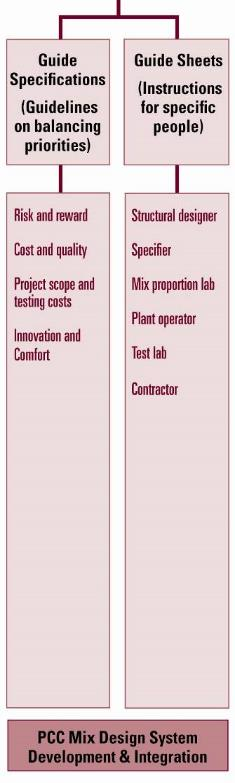 Guide
Specifications
(Guidelines
on balancing
priorities)
Risk and reward
Cost and quality
Project scope and
testing costs
Innovation and
Comfort
Guide Sheets
(Instructions
for specific
people)
Structural designer
Specifier
Mix proportion lab
Plant operator
Test lab
Contractor
PCC Mix Design System
Development & Integration